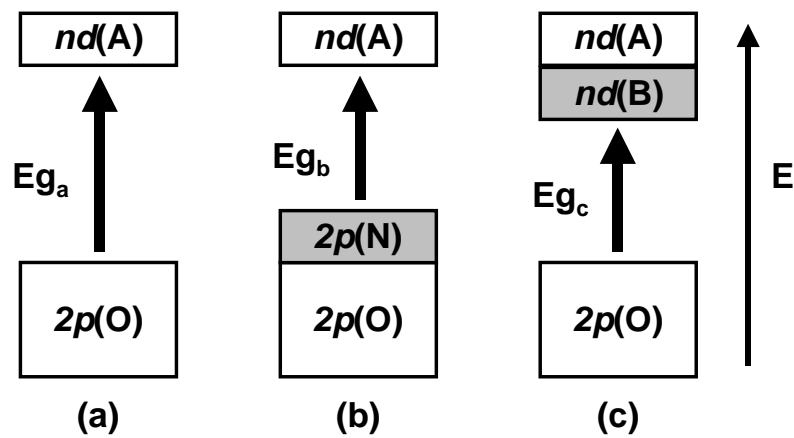 nd(A)
nd(A)
nd(A)
nd(B)
Eg_a
Eg_b
Eg_c
E
2p(N)
2p(O)
2p(O)
2p(O)
(a)
(b)
(c)